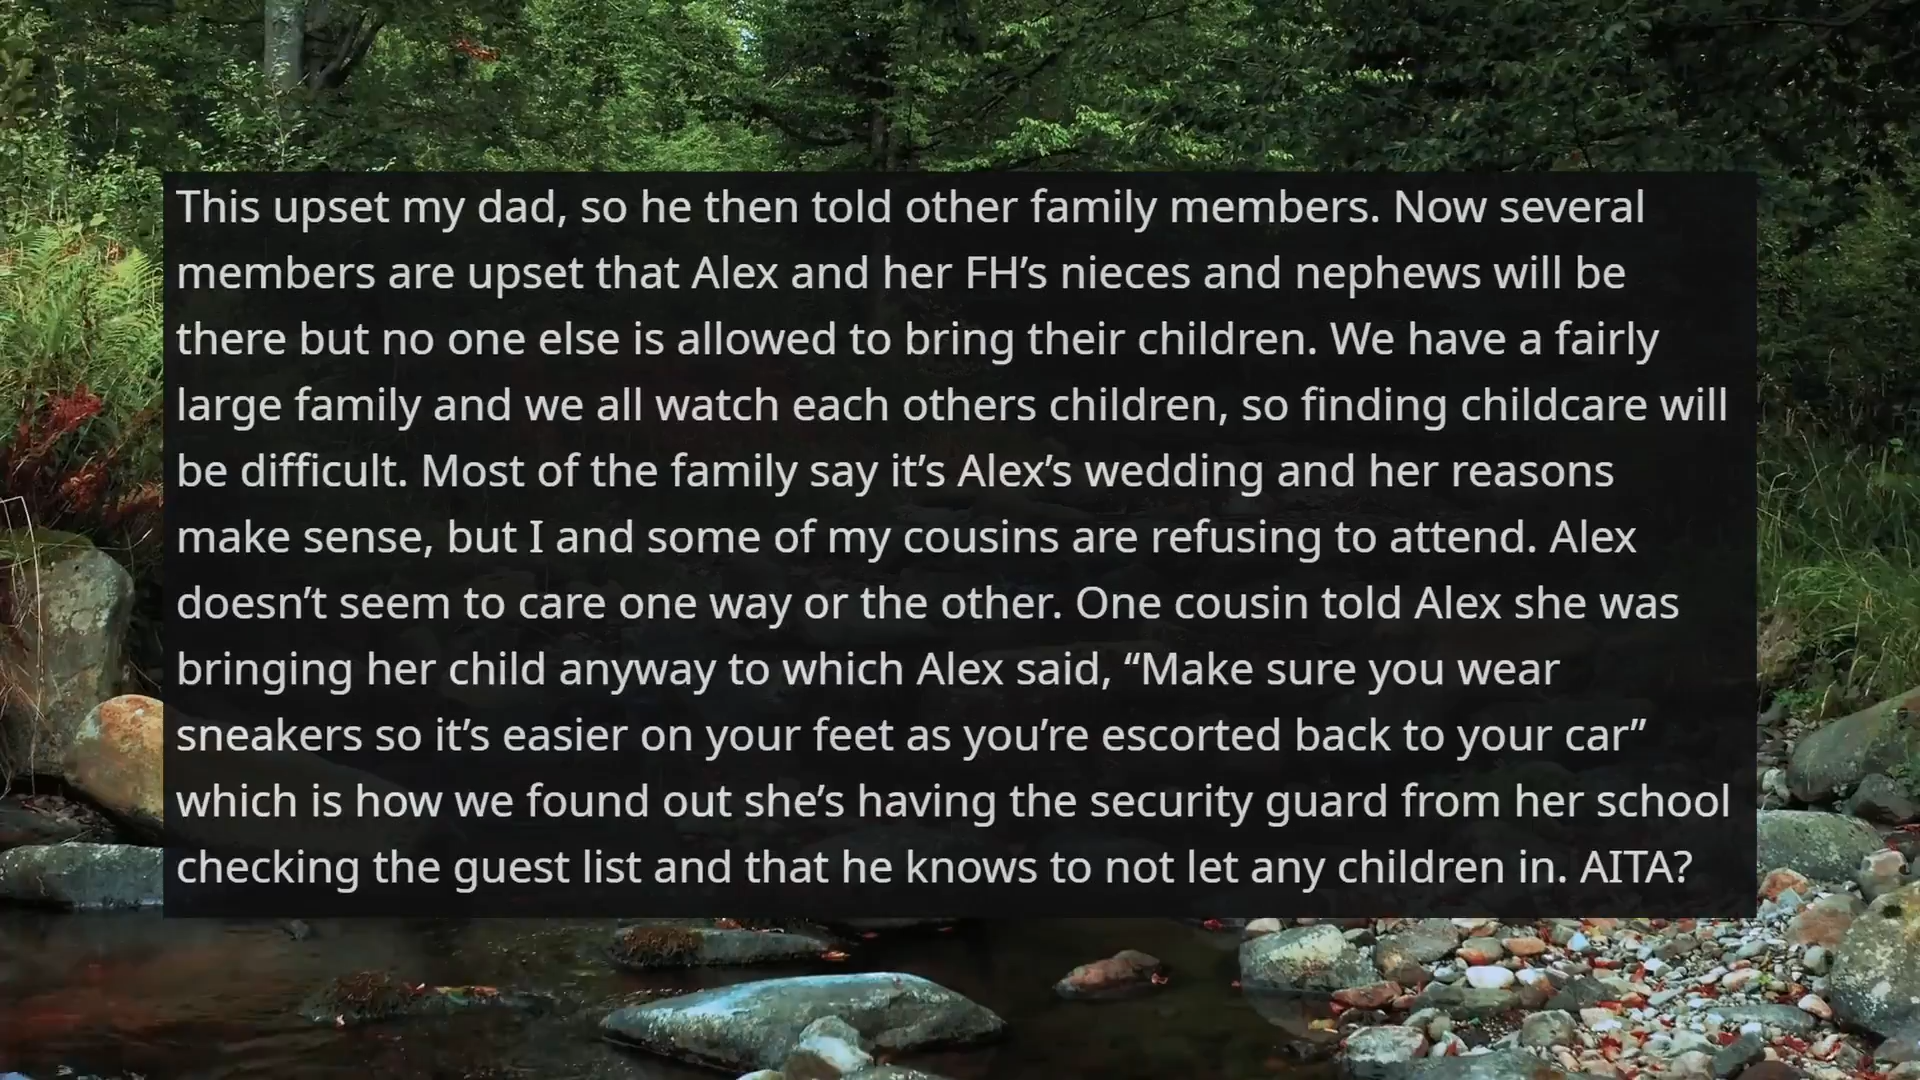 This upset my dad, so he then told other family members. Now several
members are upset that Alex and her FH’s nieces and nephews will be
there but no one else is allowed to bring their children. We have a fairly
large family and we all watch each others children, so finding childcare will
be difficult. Most of the family say it’s Alex’s wedding and her reasons
make sense, but I and some of my cousins are refusing to attend. Alex
doesn’t seem to care one way or the other. One cousin told Alex she was
bringing her child anyway to which Alex said, “Make sure you wear
sneakers so it’s easier on your feet as you’re escorted back to your car”
which is how we found out she’s having the security guard from her school
checking the guest list and that he knows to not let any children in. AITA?